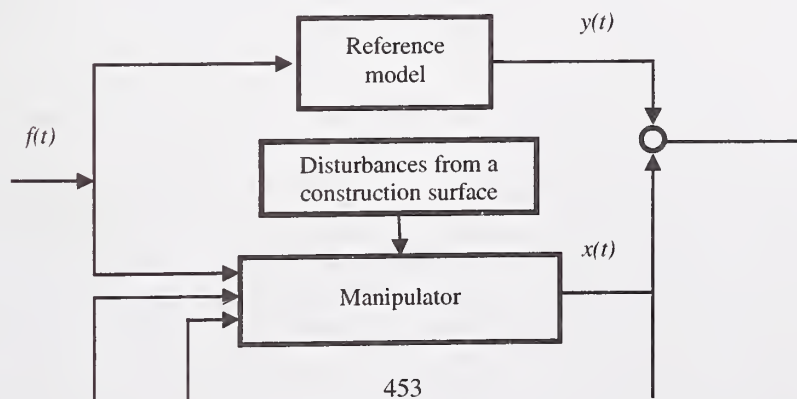 y(t)
Reference
model
f(t)
Disturbances from a
construction surface
x(t)
Manipulator
453